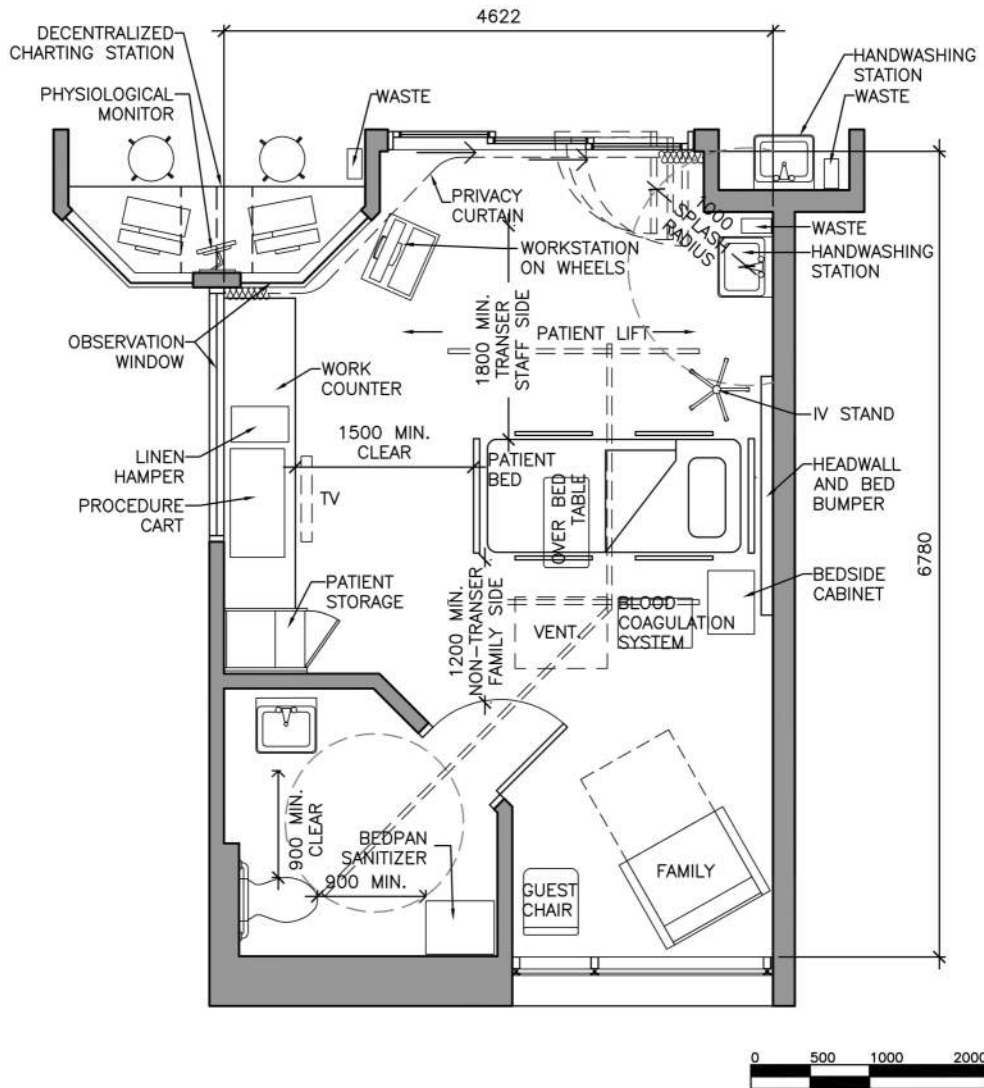 4622
DECENTRALIZED
CHARTING STATION
PHYSIOLOGICAL
MONITOR
WASTE
HANDWASHING
STATION
WASTE
PRIVACY
CURTAIN
WORKSTATION
ON WHEELS
1000
SPLASH
RADIUS
WASTE
HANDWASHING
STATION
OBSERVATION
WINDOW
WORK
COUNTER
1800 MIN.
TRANSER
STAFF SIDE
PATIENT LIFT
IV STAND
1500 MIN.
CLEAR
LINEN
HAMPER
PROCEDURE
CART
TV
PATIENT
BED
OVER BED
TABLE
HEADWALL
AND BED
BUMPER
6780
PATIENT
STORAGE
1200 MIN.
NON-TRANSER
FAMILY SIDE
VENT.
BLOOD
COAGULATION
SYSTEM
BEDSIDE
CABINET
900 MIN.
CLEAR
BEDPAN
SANITIZER
900 MIN.
GUEST
CHAIR
FAMILY
0 500 1000 2000